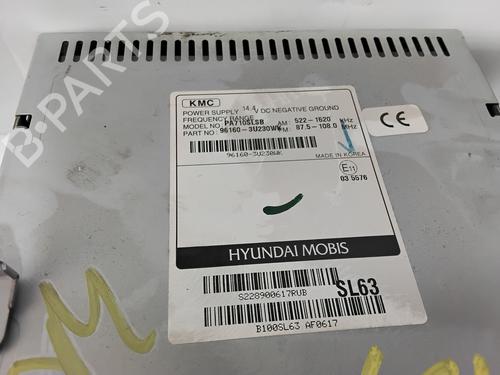 KMC
POWER SUPPLY 14.4V DC NEGATIVE GROUND
FREQUENCY RANGE
MODEL NO PA710SLSB AM: 522-1620 KHz
PART NO 96160-3U230WK FM: 87.5-108.0 MHz
96160-3U230WK
MADE IN KOREA
CE
E11
03 5576
HYUNDAI MOBIS
S228900617RUB
SL63
B100SL63 AF0617
B-PARTS